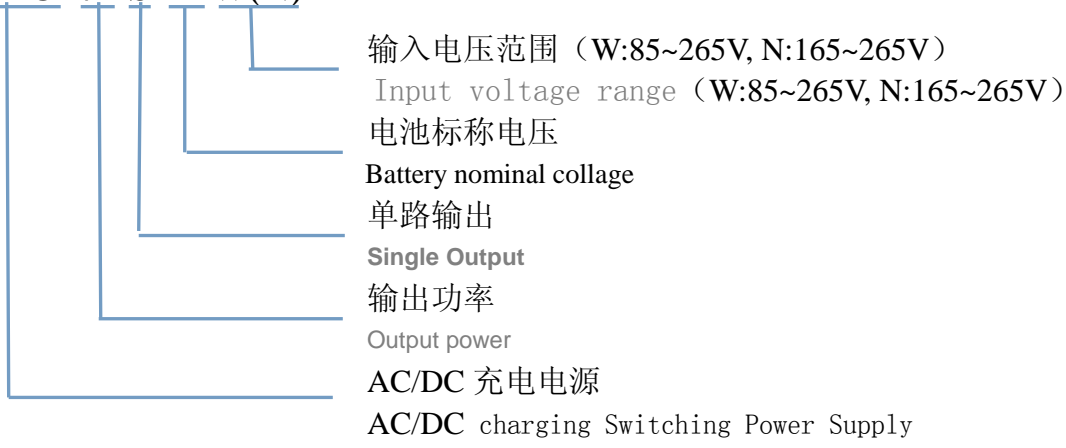 输入电压范围（W:85~265V, N:165~265V）
Input voltage range（W:85~265V, N:165~265V）
电池标称电压
Battery nominal collage
单路输出
Single Output
输出功率
Output power
AC/DC 充电电源
AC/DC charging Switching Power Supply